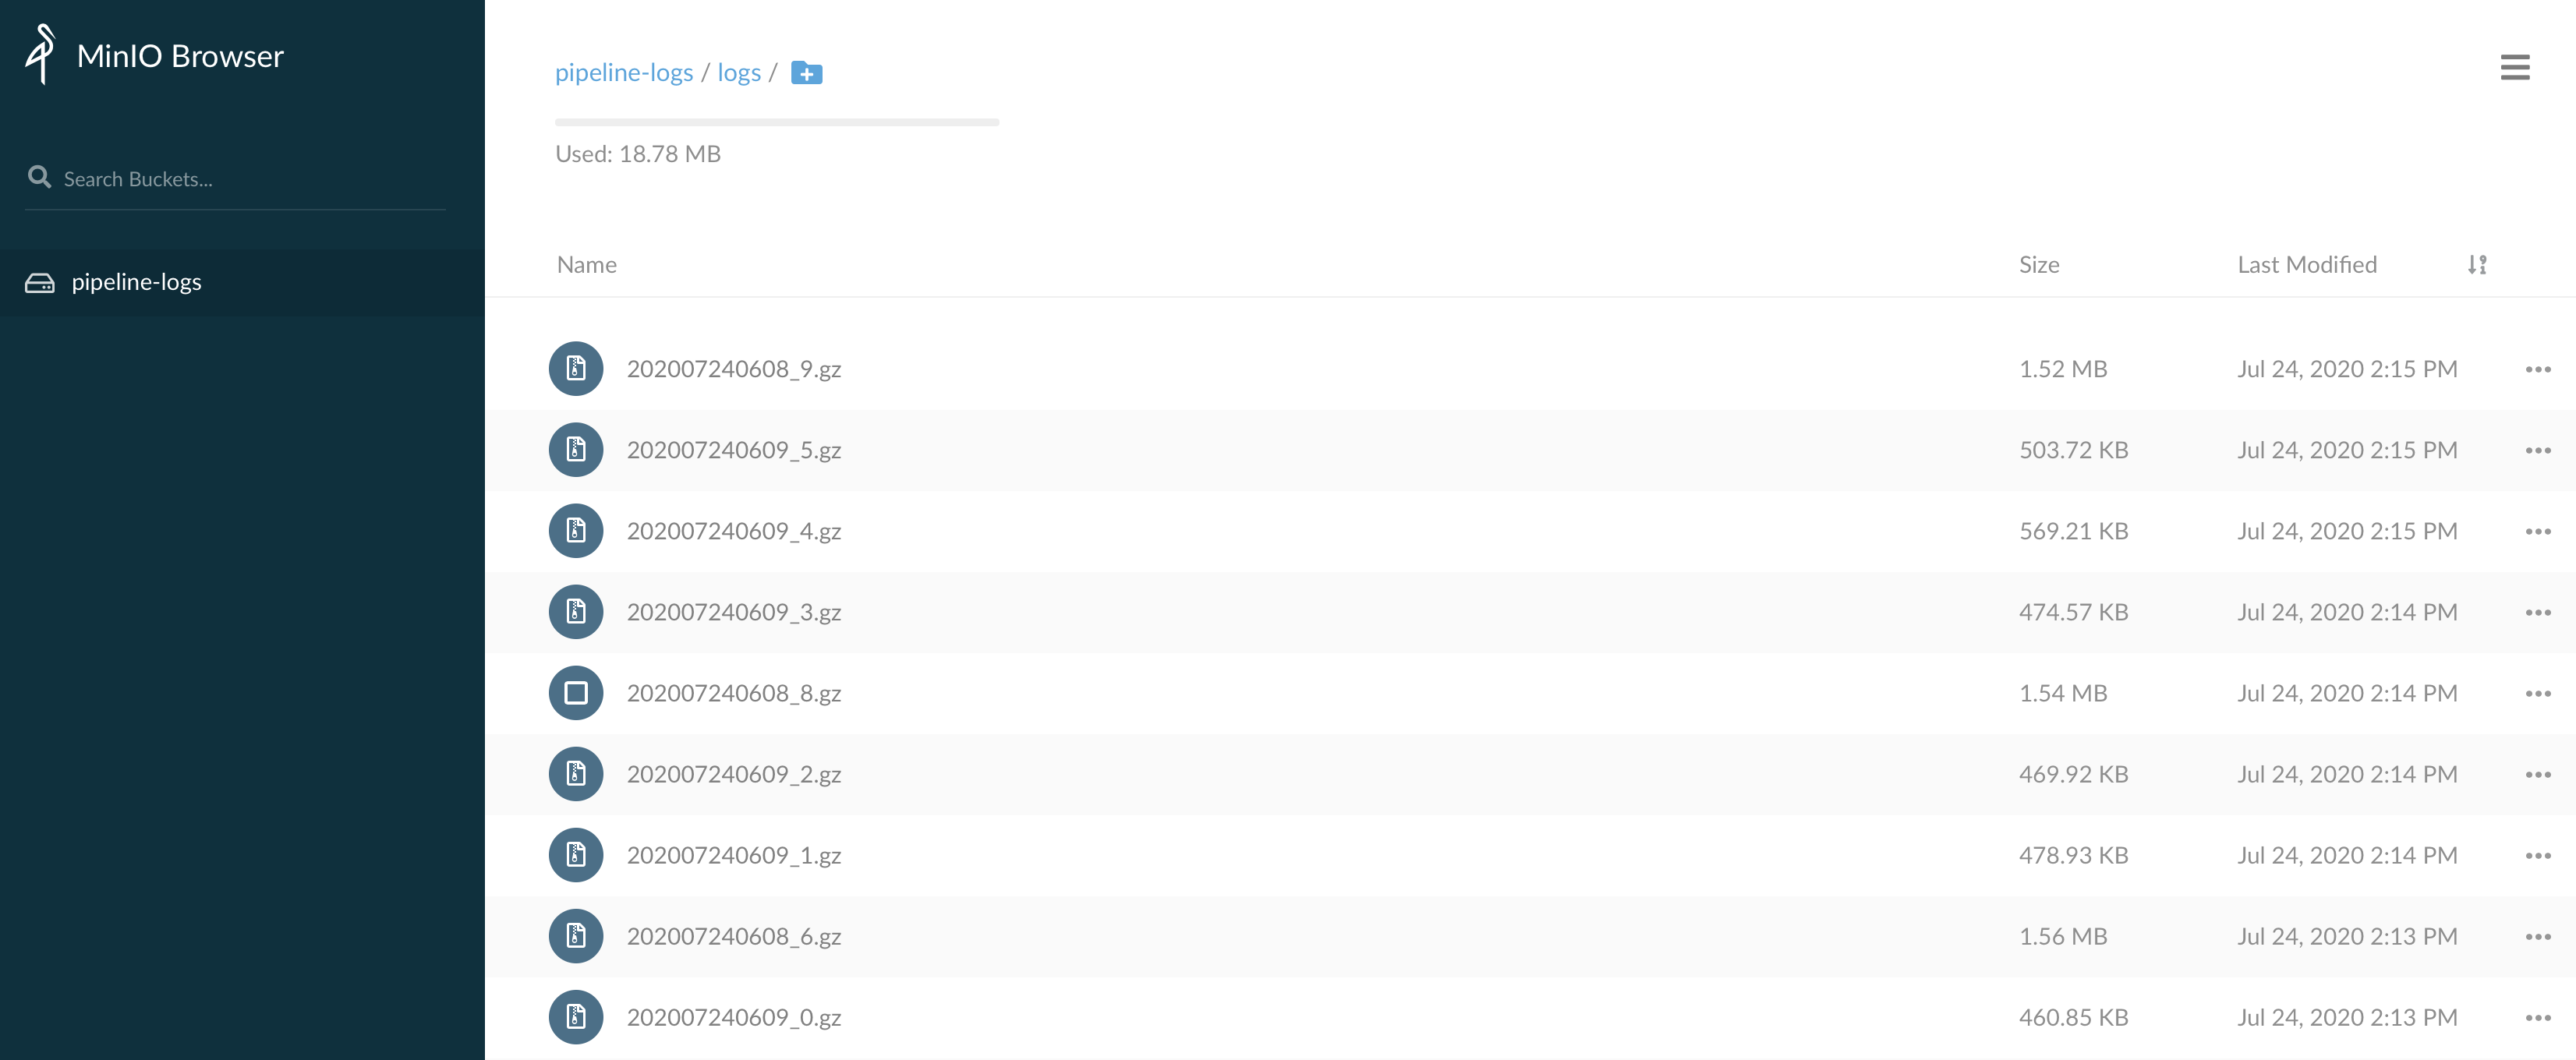 MinIO Browser
Search Buckets...
pipeline-logs
pipeline-logs / logs /
Used: 18.78 MB
Name Size Last Modified
202007240608_9.gz 1.52 MB Jul 24, 2020 2:15 PM
202007240609_5.gz 503.72 KB Jul 24, 2020 2:15 PM
202007240609_4.gz 569.21 KB Jul 24, 2020 2:15 PM
202007240609_3.gz 474.57 KB Jul 24, 2020 2:14 PM
202007240608_8.gz 1.54 MB Jul 24, 2020 2:14 PM
202007240609_2.gz 469.92 KB Jul 24, 2020 2:14 PM
202007240609_1.gz 478.93 KB Jul 24, 2020 2:14 PM
202007240608_6.gz 1.56 MB Jul 24, 2020 2:13 PM
202007240609_0.gz 460.85 KB Jul 24, 2020 2:13 PM